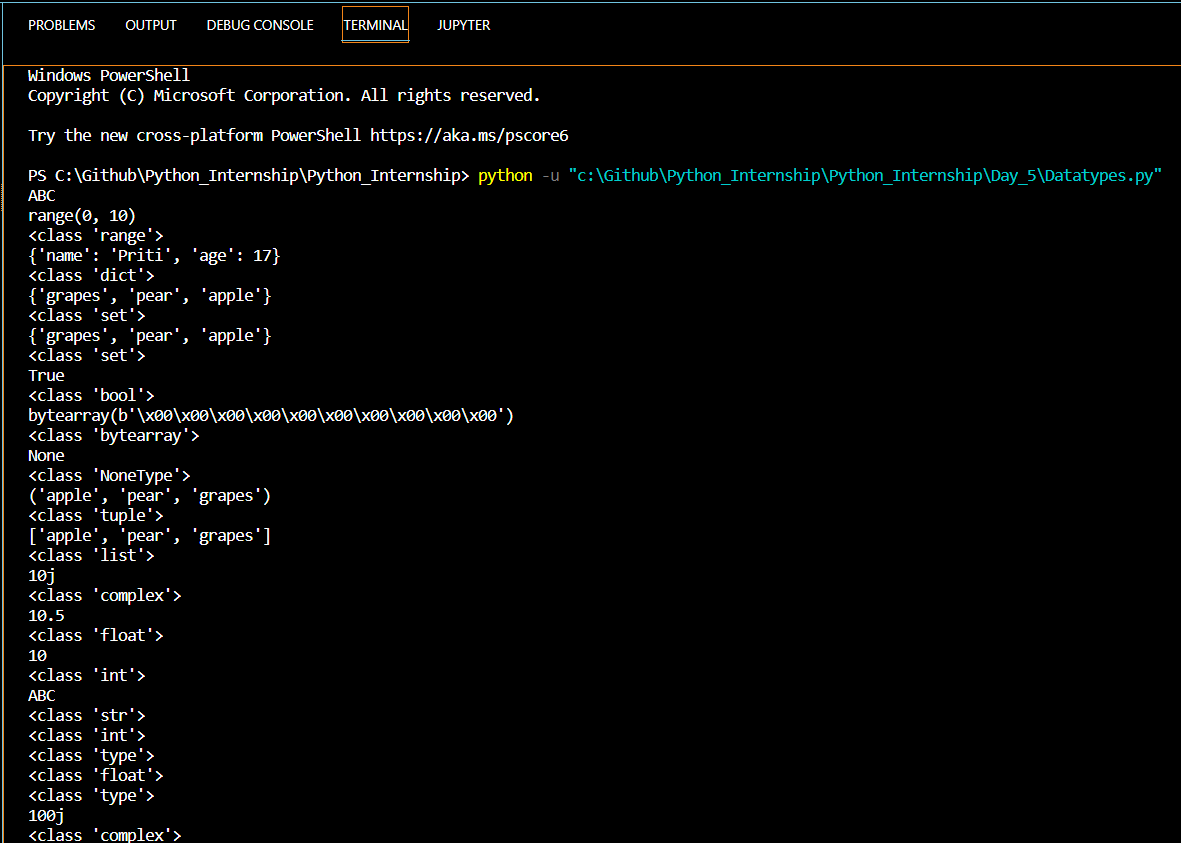 PROBLEMS OUTPUT DEBUG CONSOLE TERMINAL JUPYTER
Windows PowerShell
Copyright (C) Microsoft Corporation. All rights reserved.
Try the new cross-platform PowerShell https://aka.ms/pscore6
PS C:\Github\Python_Internship\Python_Internship> python -u "c:\Github\Python_Internship\Python_Internship\Day_5\Datatypes.py"
ABC
range(0, 10)
<class 'range'>
{'name': 'Priti', 'age': 17}
<class 'dict'>
{'grapes', 'pear', 'apple'}
<class 'set'>
{'grapes', 'pear', 'apple'}
<class 'set'>
True
<class 'bool'>
bytearray(b'\x00\x00\x00\x00\x00\x00\x00\x00\x00\x00')
<class 'bytearray'>
None
<class 'NoneType'>
('apple', 'pear', 'grapes')
<class 'tuple'>
['apple', 'pear', 'grapes']
<class 'list'>
10j
<class 'complex'>
10.5
<class 'float'>
10
<class 'int'>
ABC
<class 'str'>
<class 'int'>
<class 'type'>
<class 'float'>
<class 'type'>
100j
<class 'complex'>